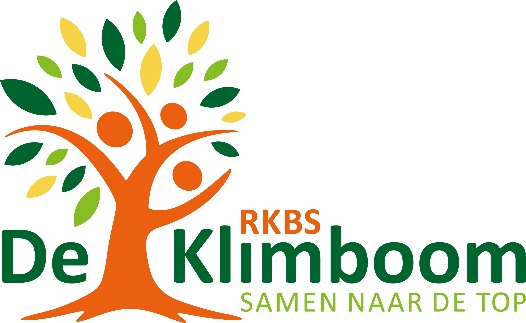 RKBS
De Klimboom
SAMEN NAAR DE TOP